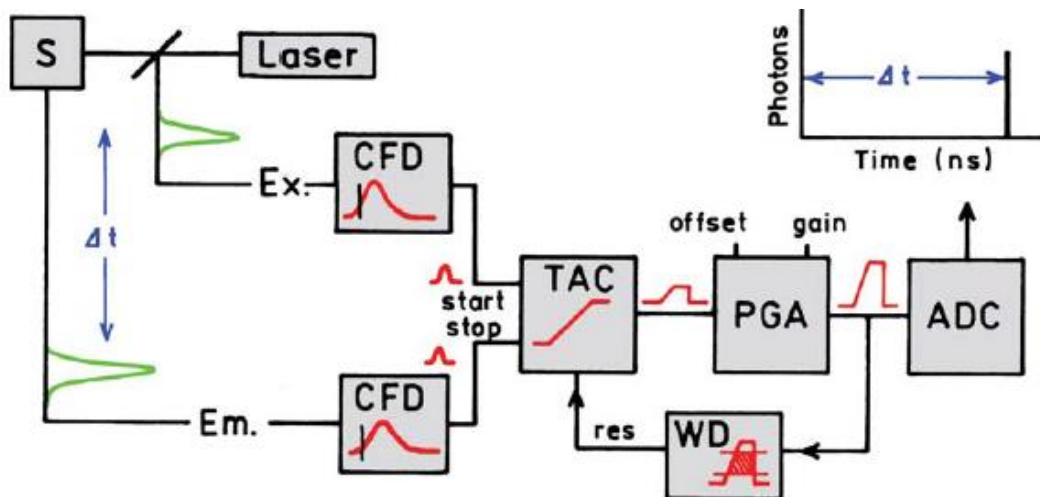 S
Laser
Δt
Ex.
CFD
Em.
CFD
start
stop
TAC
offset
gain
PGA
ADC
res
WD
Photons
Δt
Time (ns)